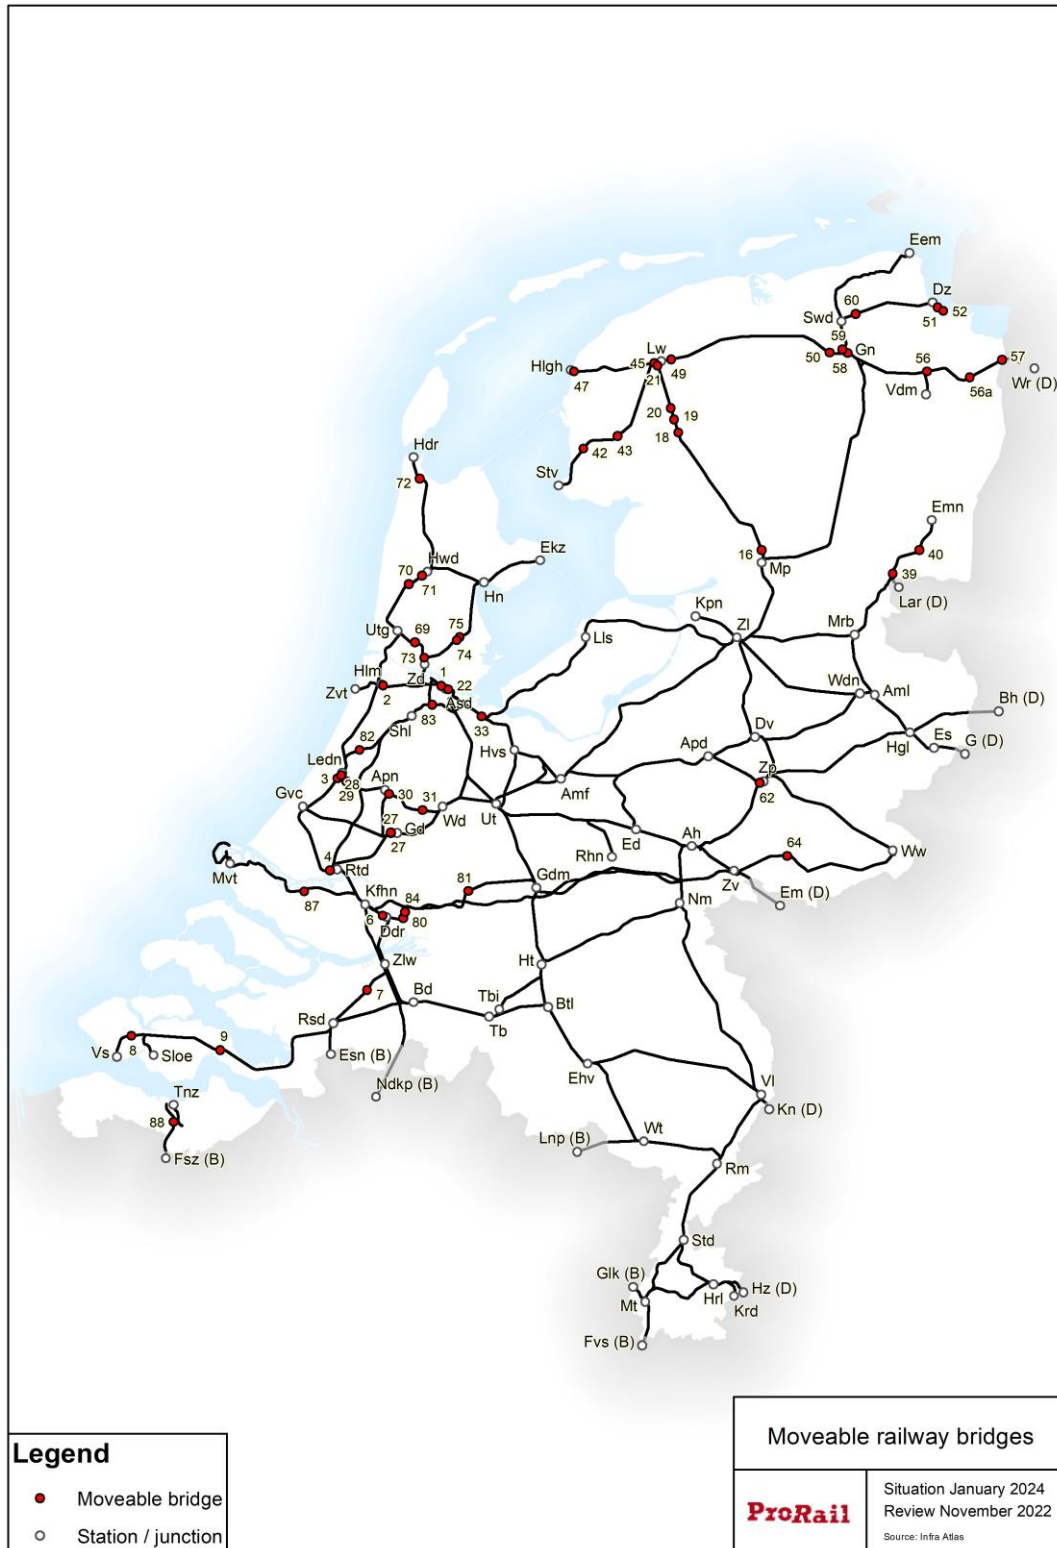 Eem
Dz
60
51
52
Swd
59
50
58
Gn
56
57
Wr (D)
Vdm
56a
Lw
45
49
21
Hlgh
47
20
19
18
42
43
Stv
Hdr
72
Emn
40
39
Lar (D)
16
Mp
Ekz
Hwd
70
71
Hn
Kpn
Zl
Mrb
Utg
69
75
74
73
Lls
Hlm
Zd
1
22
Zvt
2
83
Asd
33
Shl
Wdn
Aml
Bh (D)
Hgl
Es
G (D)
Dv
Apd
Zp
62
82
Hvs
Ledn
3
28
29
Apn
30
31
Amf
Gvc
27
Gd
27
Wd
Ut
Ed
Ah
64
Ww
Rhn
4
Rtd
Mvt
87
Kfhn
84
81
Gdm
Zv
Em (D)
6
Ddr
80
Nm
Zlw
Ht
7
Bd
Tbi
Tb
Btl
Rsd
Vs
8
Sloe
9
Esn (B)
Ndkp (B)
Ehv
Vl
Kn (D)
Tnz
88
Fsz (B)
Lnp (B)
Wt
Rm
Std
Glk (B)
Mt
Hrl
Hz (D)
Krd
Fvs (B)
Legend
Moveable bridge
Station / junction
Moveable railway bridges
ProRail
Situation January 2024
Review November 2022
Source: Infra Atlas